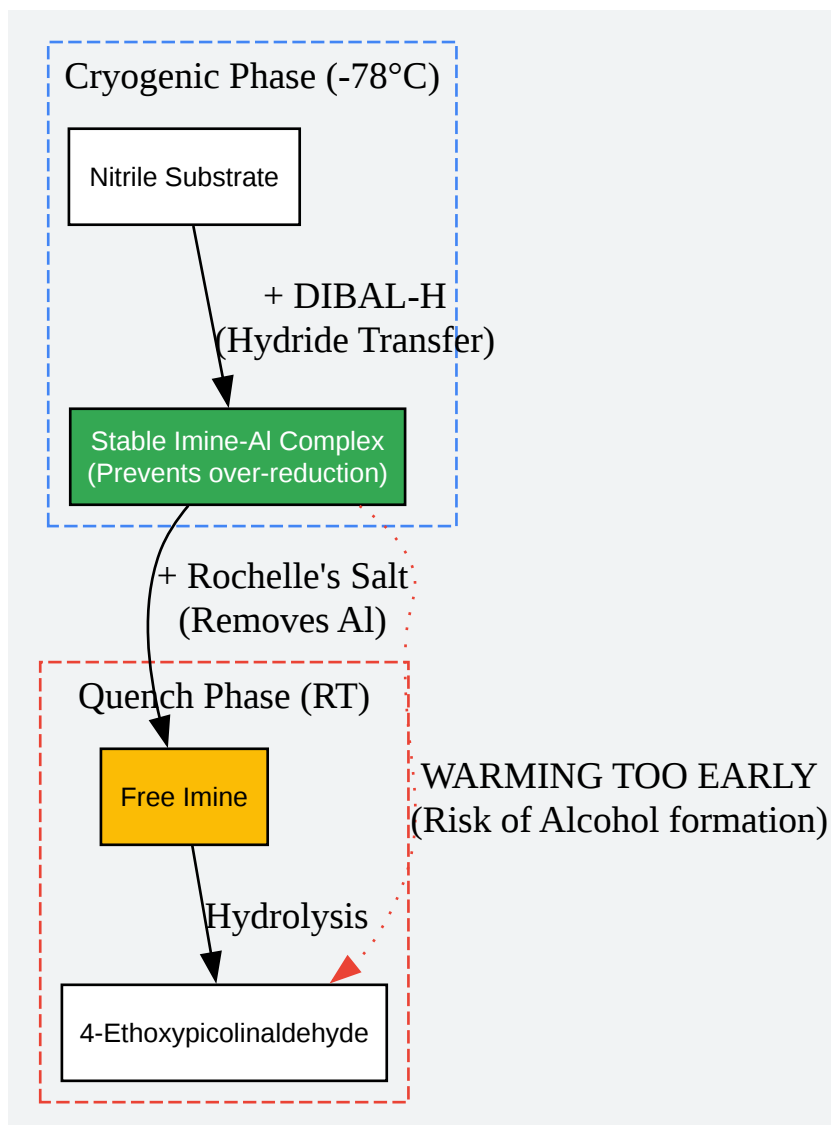 Cryogenic Phase (-78°C)
Nitrile Substrate
+ DIBAL-H
(Hydride Transfer)
Stable Imine-Al Complex
(Prevents over-reduction)
+ Rochelle's Salt
(Removes Al)
Quench Phase (RT)
Free Imine
WARMING TOO EARLY
(Risk of Alcohol formation)
Hydrolysis
4-Ethoxypicolinaldehyde